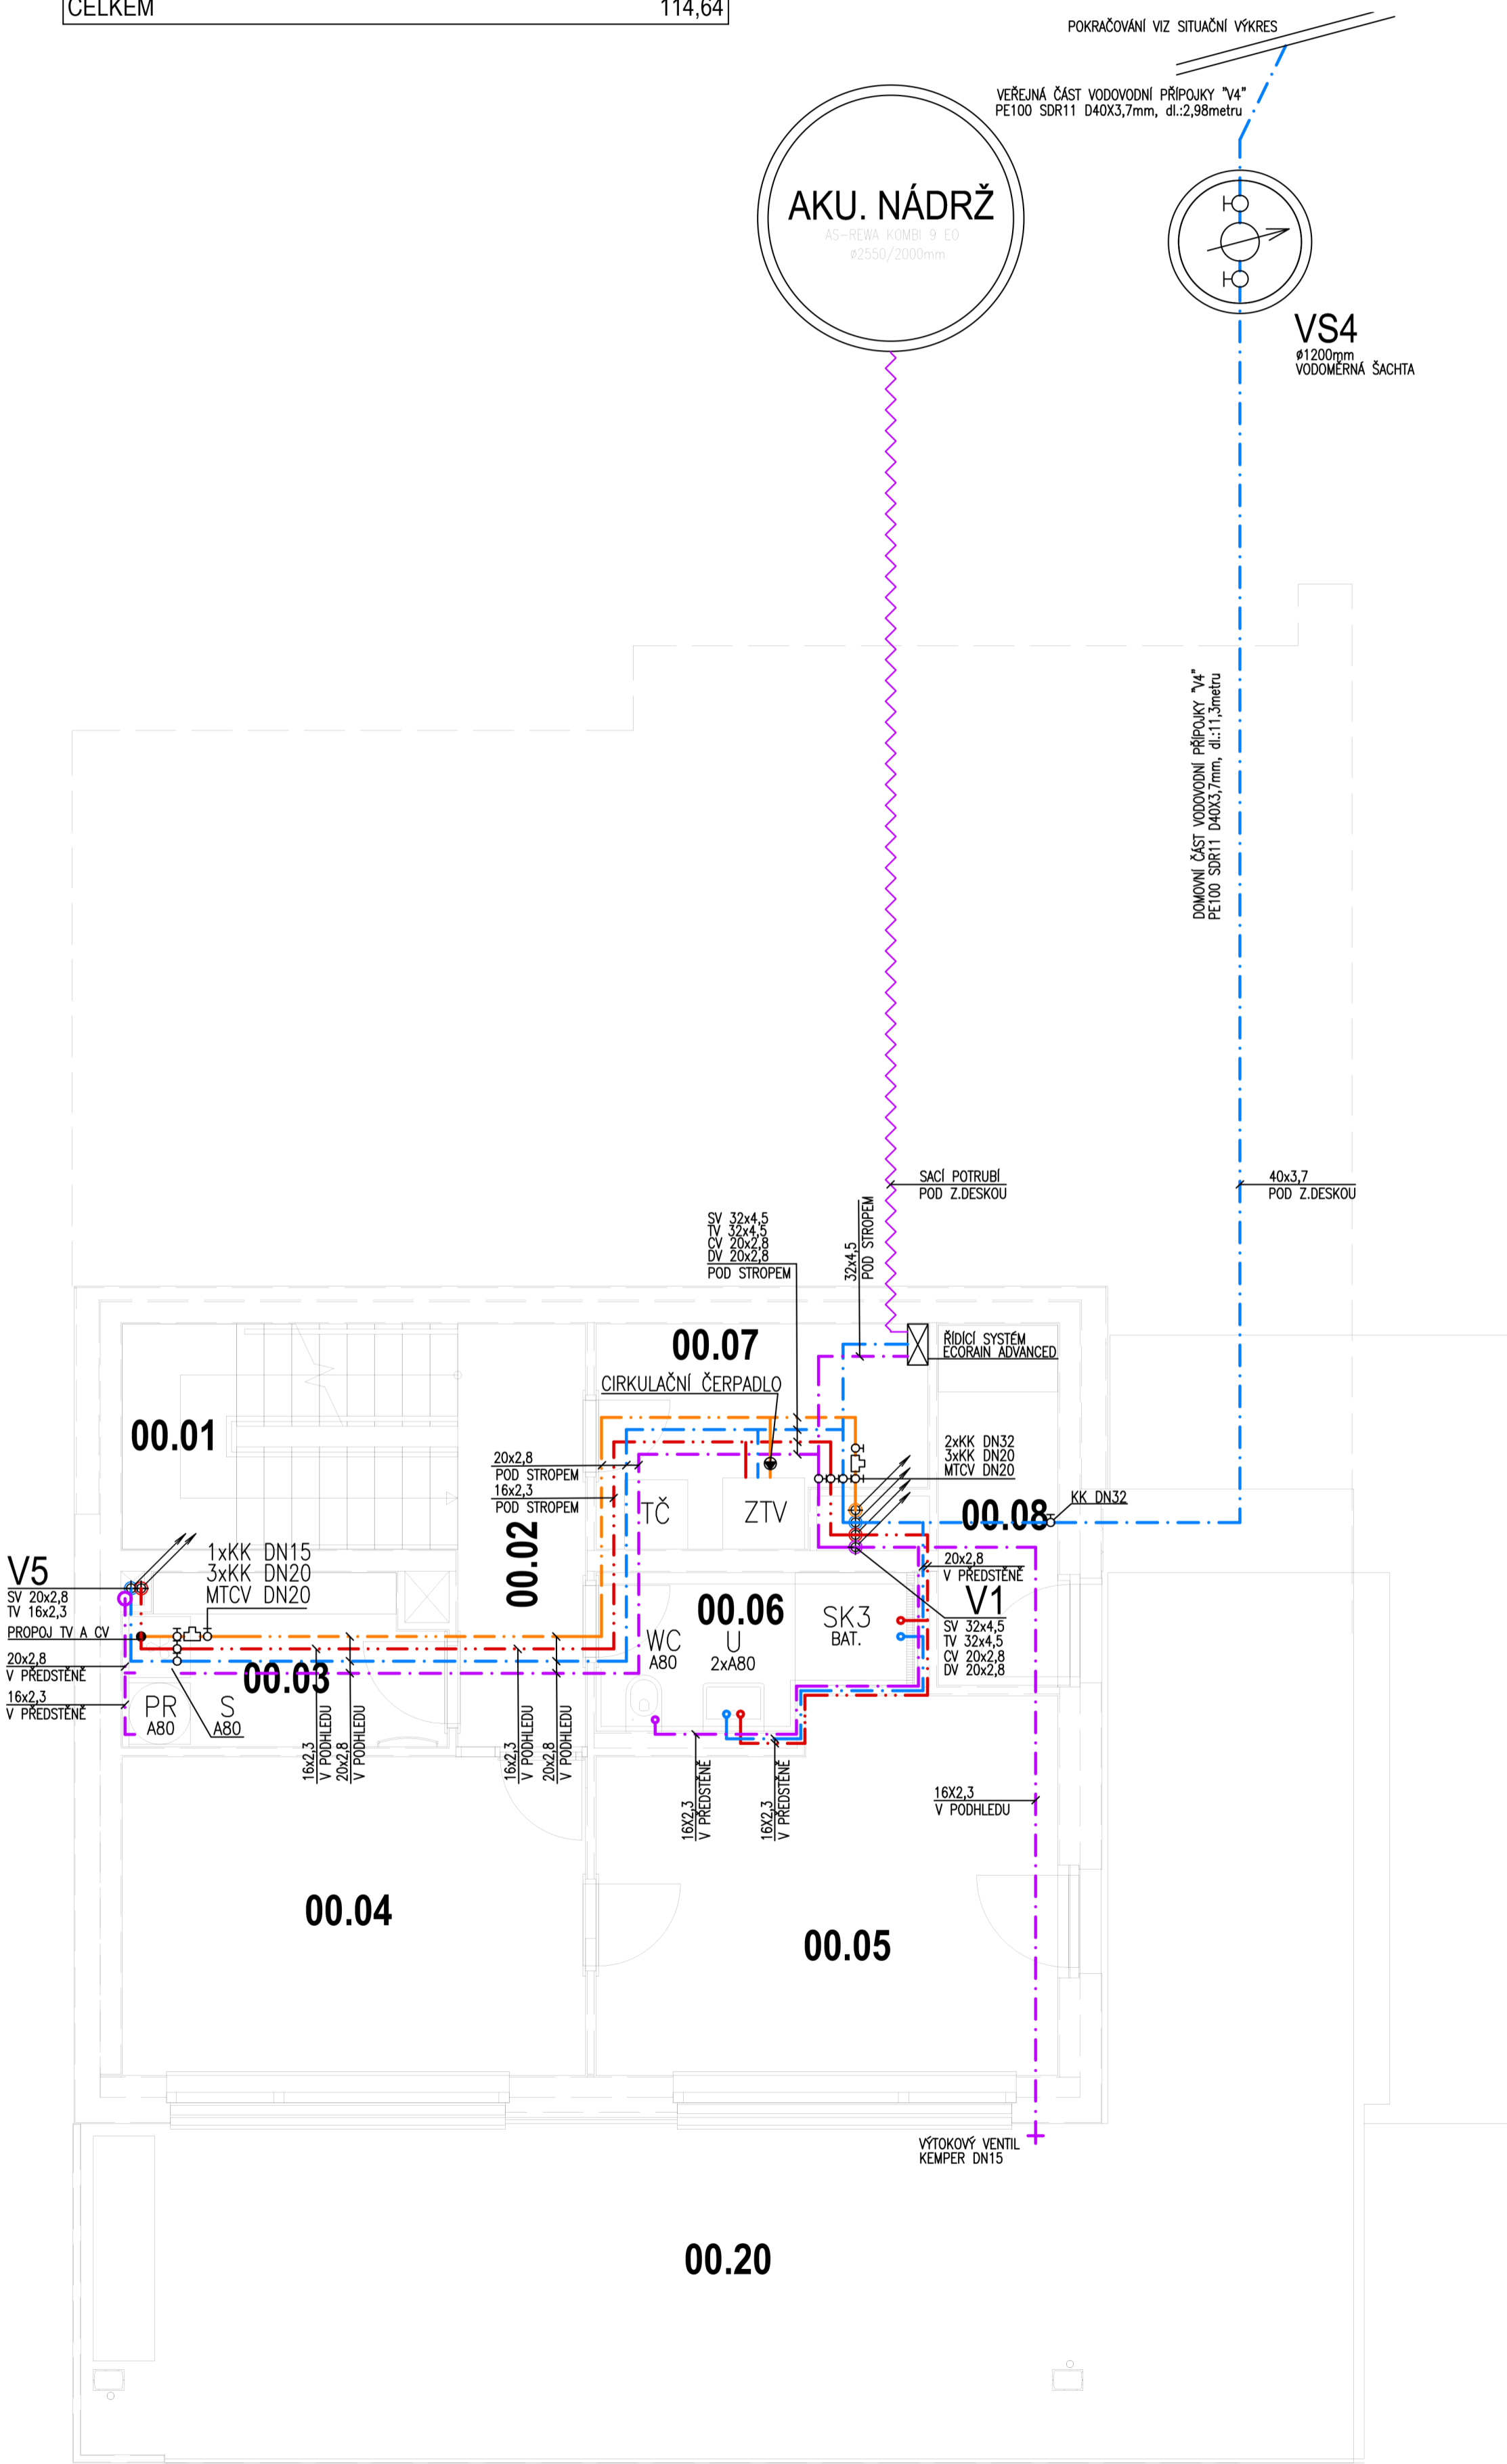 CELKEM 114,64
POKRAČOVÁNÍ VIZ SITUAČNÍ VÝKRES
VEŘEJNÁ ČÁST VODOVODNÍ PŘÍPOJKY "V4"
PE100 SDR11 D40X3,7mm, dl.:2,98metru
AKU. NÁDRŽ
AS-REWA KOMBI 9 EO
ø2550/2000mm
VS4
ø1200mm
VODOMĚRNÁ ŠACHTA
DOMOVNÍ ČÁST VODOVODNÍ PŘÍPOJKY "V4"
PE100 SDR11 D40X3,7mm, dl.:11,3metru
SACÍ POTRUBÍ
POD Z.DESKOU
40x3,7
POD Z.DESKOU
SV 32x4,5
TV 32x4,5
CV 20x2,8
DV 20x2,8
POD STROPEM
32x4,5
POD STROPEM
00.07
ŘÍDÍCÍ SYSTÉM
ECORAIN ADVANCED
CIRKULAČNÍ ČERPADLO
00.01
20x2,8
POD STROPEM
16x2,3
POD STROPEM
2xKK DN32
3xKK DN20
MTCV DN20
TČ
ZTV
00.08
KK DN32
00.02
V5
SV 20x2,8
TV 16x2,3
1xKK DN15
3xKK DN20
MTCV DN20
PROPOJ TV A CV
20x2,8
V PŘEDSTĚNĚ
16x2,3
V PŘEDSTĚNĚ
00.03
PR
A80
S
A80
20x2,8
V PŘEDSTĚNĚ
V1
SV 32x4,5
TV 32x4,5
CV 20x2,8
DV 20x2,8
00.06
WC
A80
U
2xA80
SK3
BAT.
16x2,3
V PODHLEDU
20x2,8
V PODHLEDU
16x2,3
V PODHLEDU
20x2,8
V PODHLEDU
16X2,3
V PŘEDSTĚNĚ
16X2,3
V PŘEDSTĚNĚ
16X2,3
V PODHLEDU
00.04
00.05
VÝTOKOVÝ VENTIL
KEMPER DN15
00.20